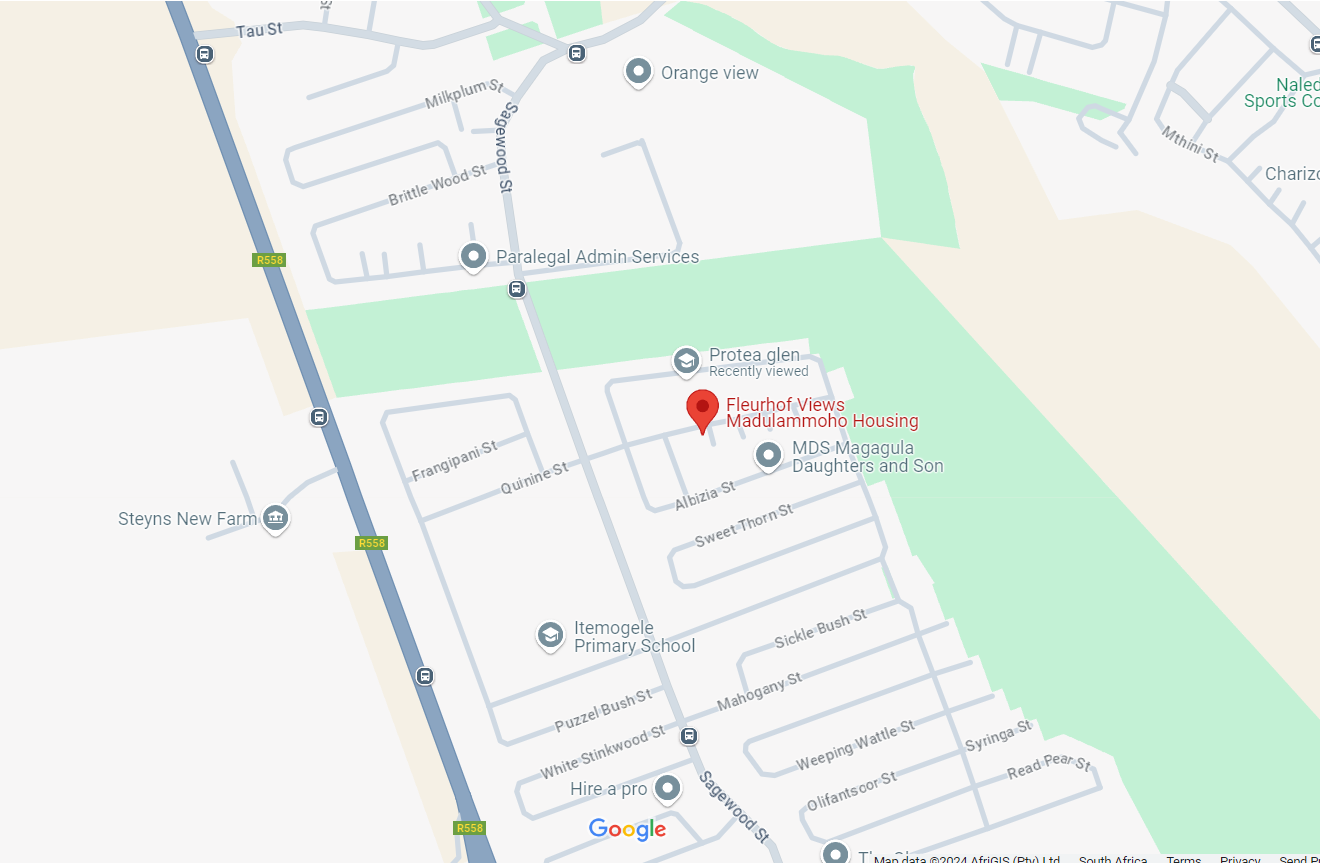 St
Tau St
Orange view
Milkplum St
Sagewood St
Naled
Sports Co
Mthini St
Charizo
Brittle Wood St
Paralegal Admin Services
R558
Protea glen
Recently viewed
Fleurhof Views
Madulammoho Housing
MDS Magagula
Daughters and Son
Frangipani St
Quinine St
Albizia St
Sweet Thorn St
Steyns New Farm
R558
Itemogele
Primary School
Sickle Bush St
Mahogany St
Puzzel Bush St
White Stinkwood St
Weeping Wattle St
Syringa St
Read Pear St
Olifantscor St
Hire a pro
Sagewood St
Google
R558
Map data ©2024 AfriGIS (Pty) Ltd
South Africa
Terms
Privacy